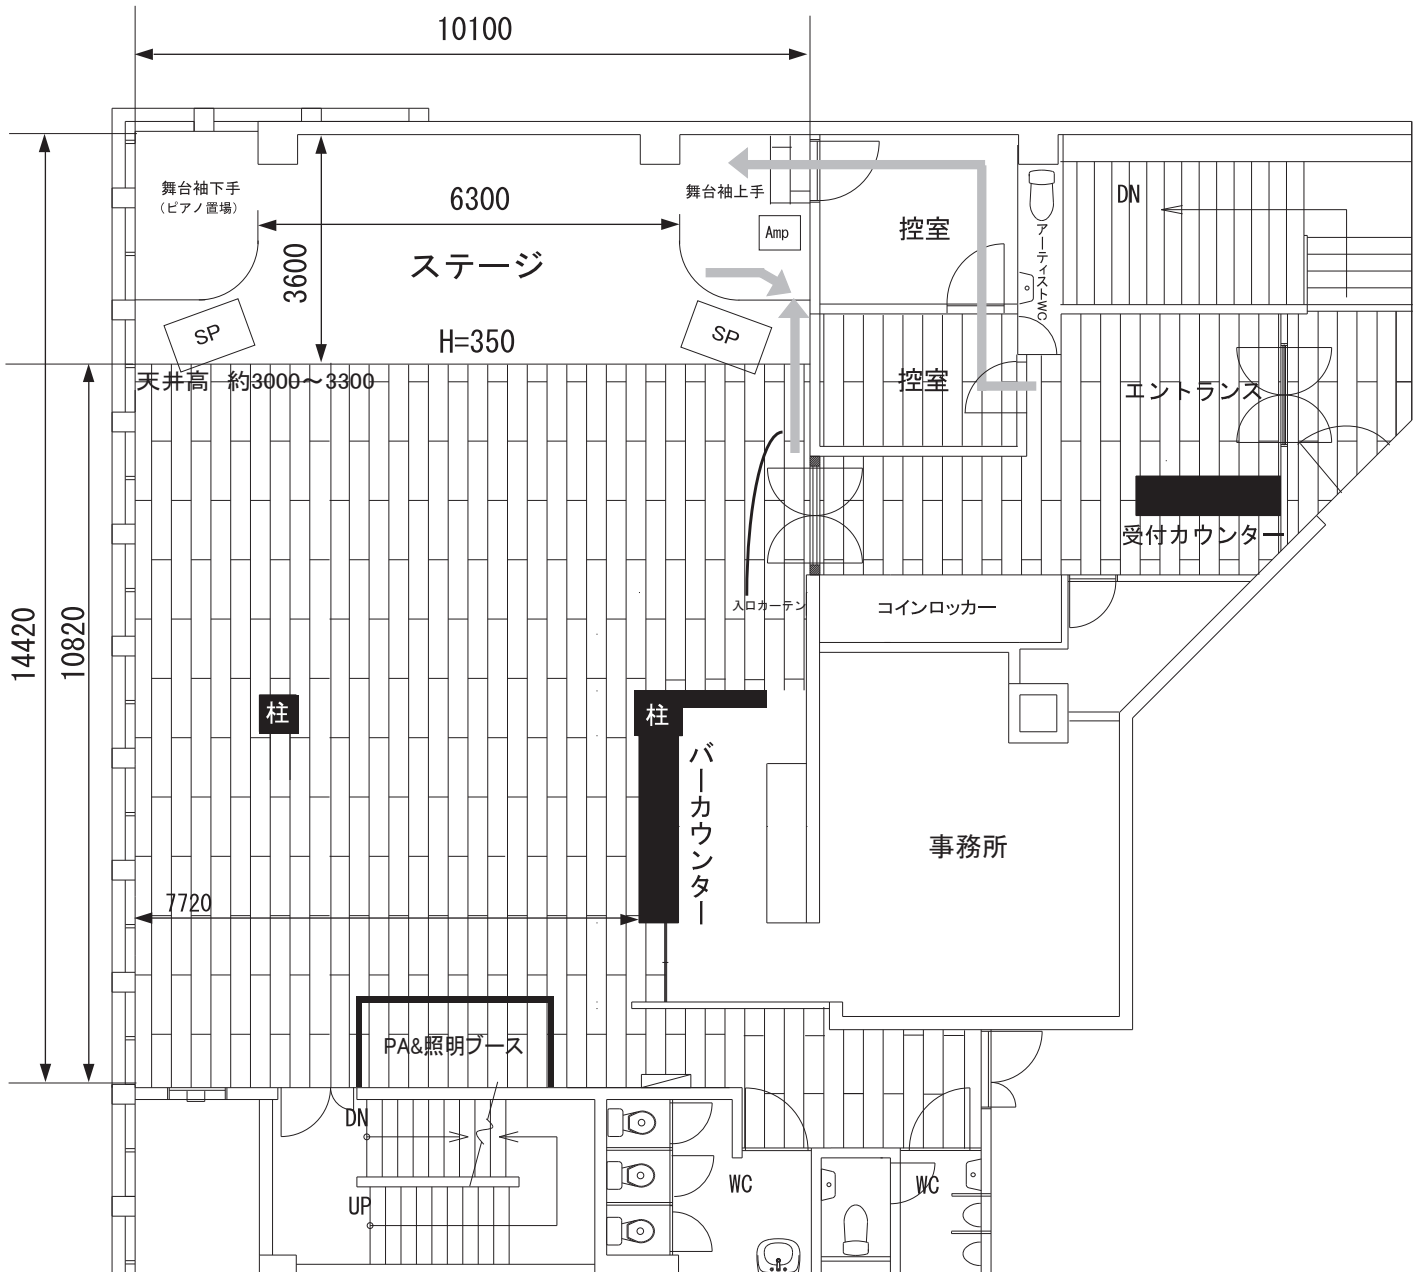 10100
舞台袖下手
（ピアノ置場）
6300
舞台袖上手
Amp
控室
DN
アーティストWC
ステージ
3600
SP
H=350
SP
天井高 約3000～3300
控室
エントランス
受付カウンター
入口カーテン
コインロッカー
14420
10820
柱
柱
バーカウンター
事務所
7720
PA&照明ブース
DN
UP
WC
WC